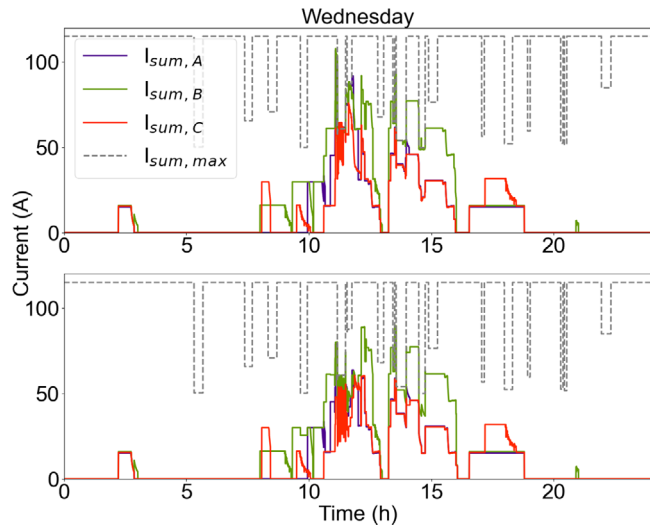 Wednesday
100
50
0
I_sum, A
I_sum, B
I_sum, C
I_sum, max
0 5 10 15 20
Current (A)
100
50
0
0 5 10 15 20
Time (h)